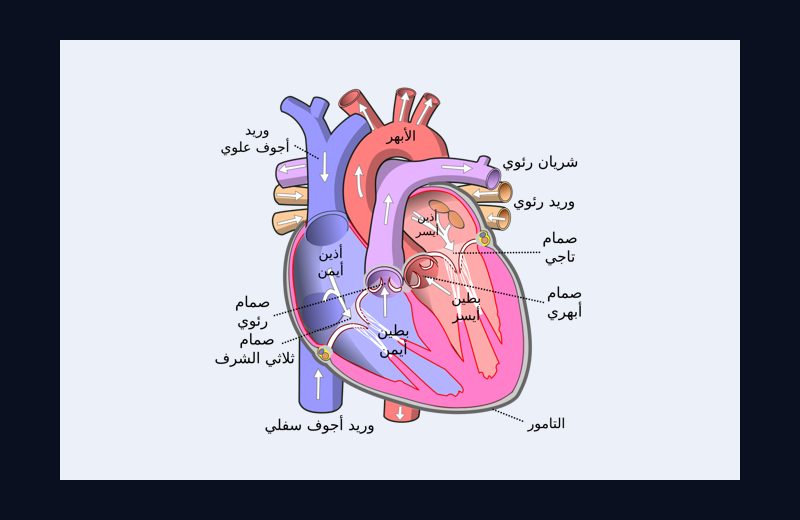 الأبهر
وريد
أجوف علوي
شريان رئوي
وريد رئوي
أذين
أيسر
صمام
تاجي
أذين
أيمن
صمام
أبهري
بطين
أيسر
صمام
رئوي
بطين
أيمن
صمام
ثلاثي الشرف
التامور
وريد أجوف سفلي